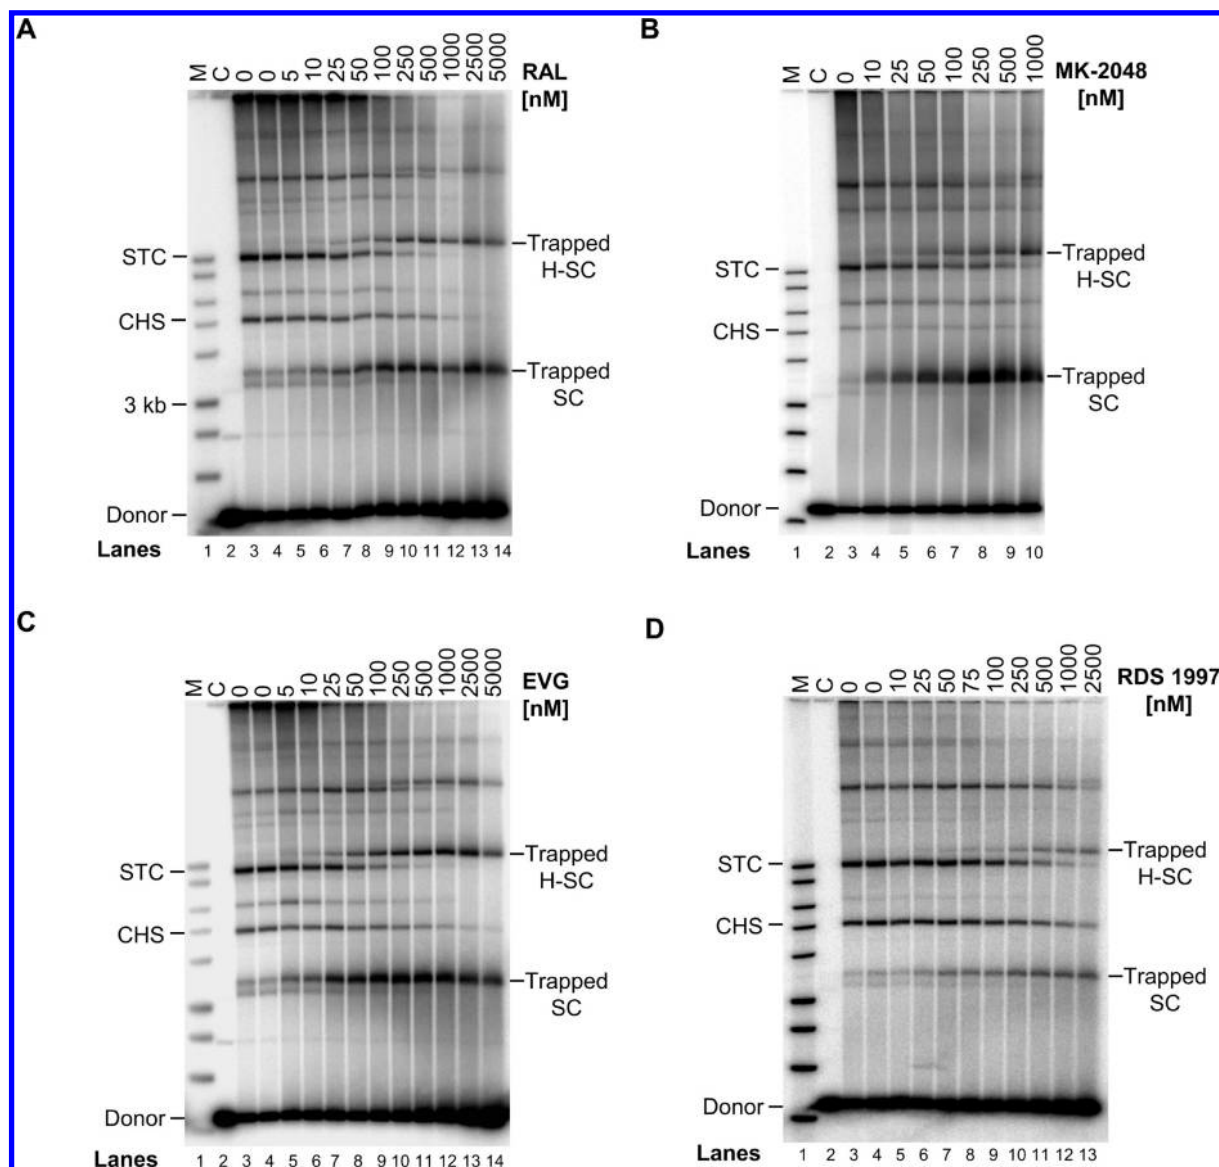 A
M C 0 0 5 10 25 50 100 250 500 1000 2500 5000
RAL
[nM]
STC
CHS
3 kb
Donor
Trapped
H-SC
Trapped
SC
Lanes 1 2 3 4 5 6 7 8 9 10 11 12 13 14
B
M C 0 10 25 50 100 250 500 1000
MK-2048
[nM]
STC
CHS
Donor
Trapped
H-SC
Trapped
SC
Lanes 1 2 3 4 5 6 7 8 9 10
C
M C 0 0 5 10 25 50 100 250 500 1000 2500 5000
EVG
[nM]
STC
CHS
Donor
Trapped
H-SC
Trapped
SC
Lanes 1 2 3 4 5 6 7 8 9 10 11 12 13 14
D
M C 0 0 10 25 50 75 100 250 500 1000 2500
RDS 1997
[nM]
STC
CHS
Donor
Trapped
H-SC
Trapped
SC
Lanes 1 2 3 4 5 6 7 8 9 10 11 12 13